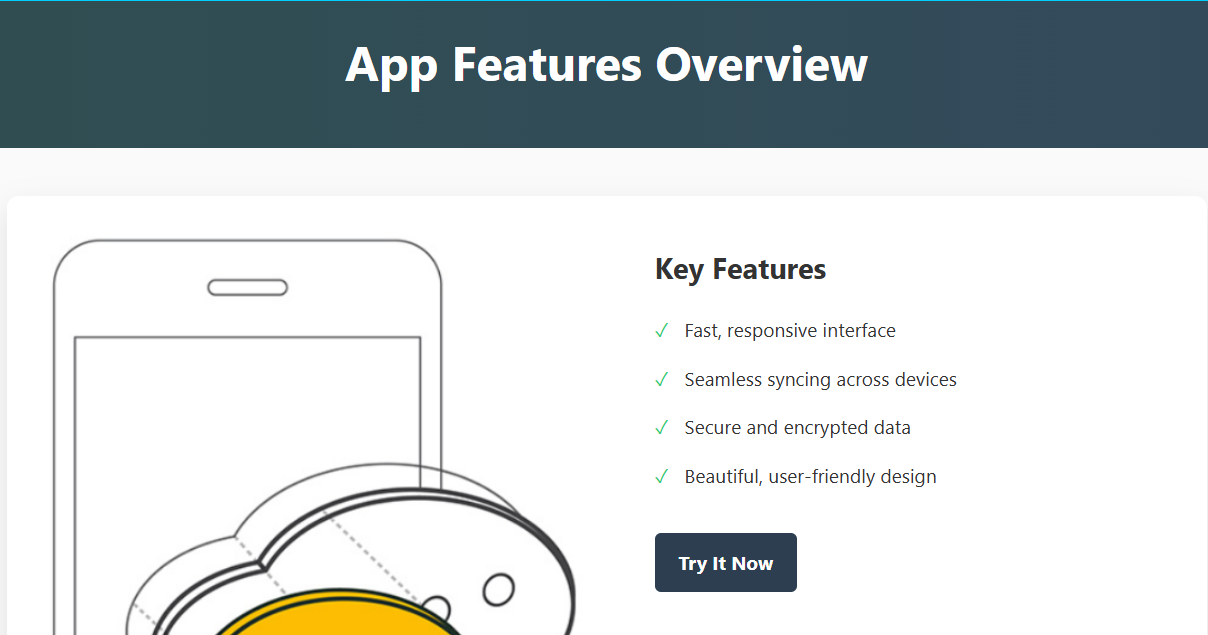 App Features Overview
Key Features
✓ Fast, responsive interface
✓ Seamless syncing across devices
✓ Secure and encrypted data
✓ Beautiful, user-friendly design
Try It Now